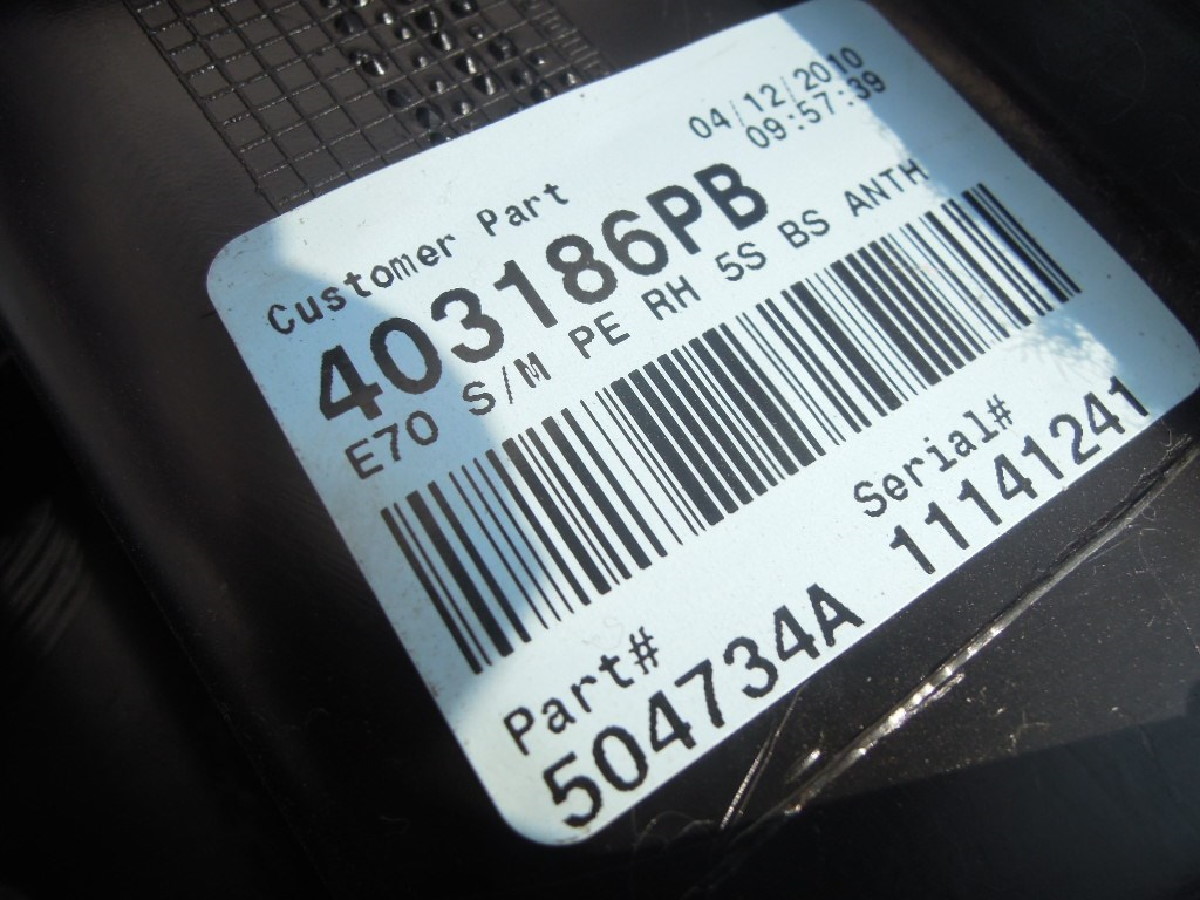 04/12/2010
09:57:39
Customer Part
403186PB
E70 S/M PE RH 5S BS ANTH
Serial#
11141241
Part#
504734A